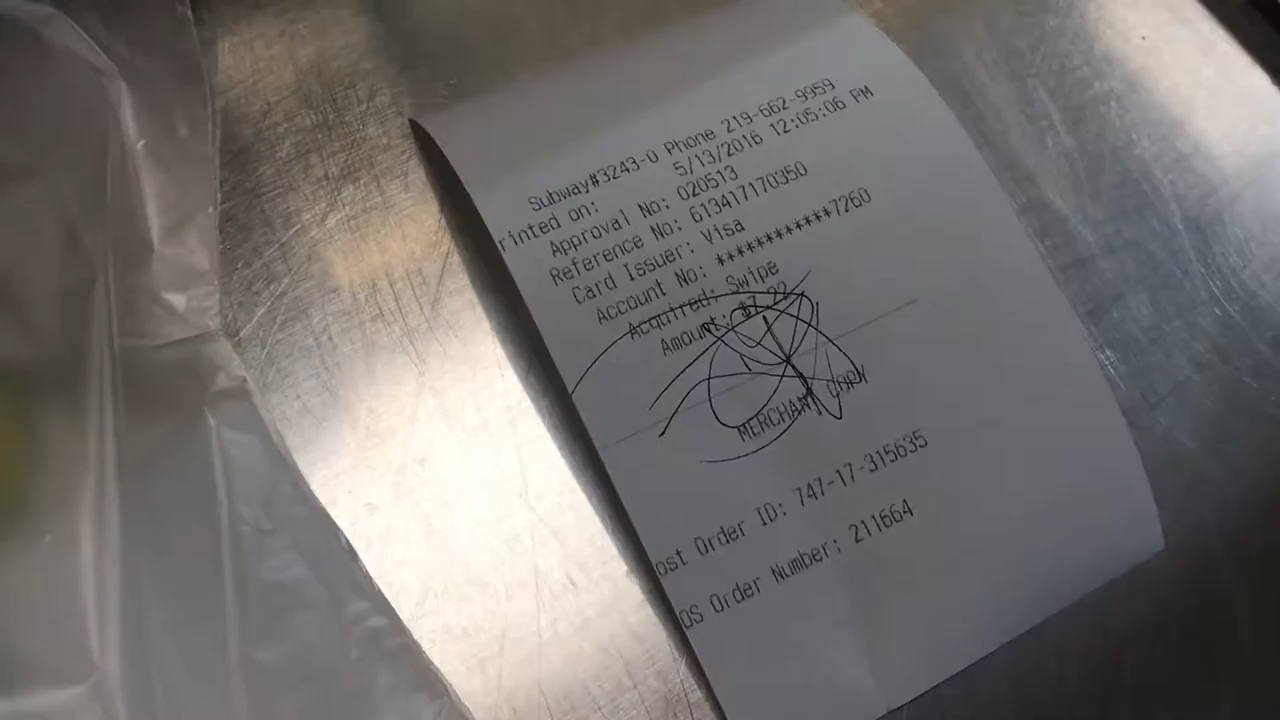 Subway#3243-0 Phone 219-662-9959
rinted on: 5/13/2016 12:05:06 PM
Approval No: 020513
Reference No: 613417170350
Card Issuer: Visa
Account No: ************7260
Acquired: Swipe
Amount: $7.22
MERCHANT COPY
ost Order ID: 747-17-315635
OS Order Number: 211664